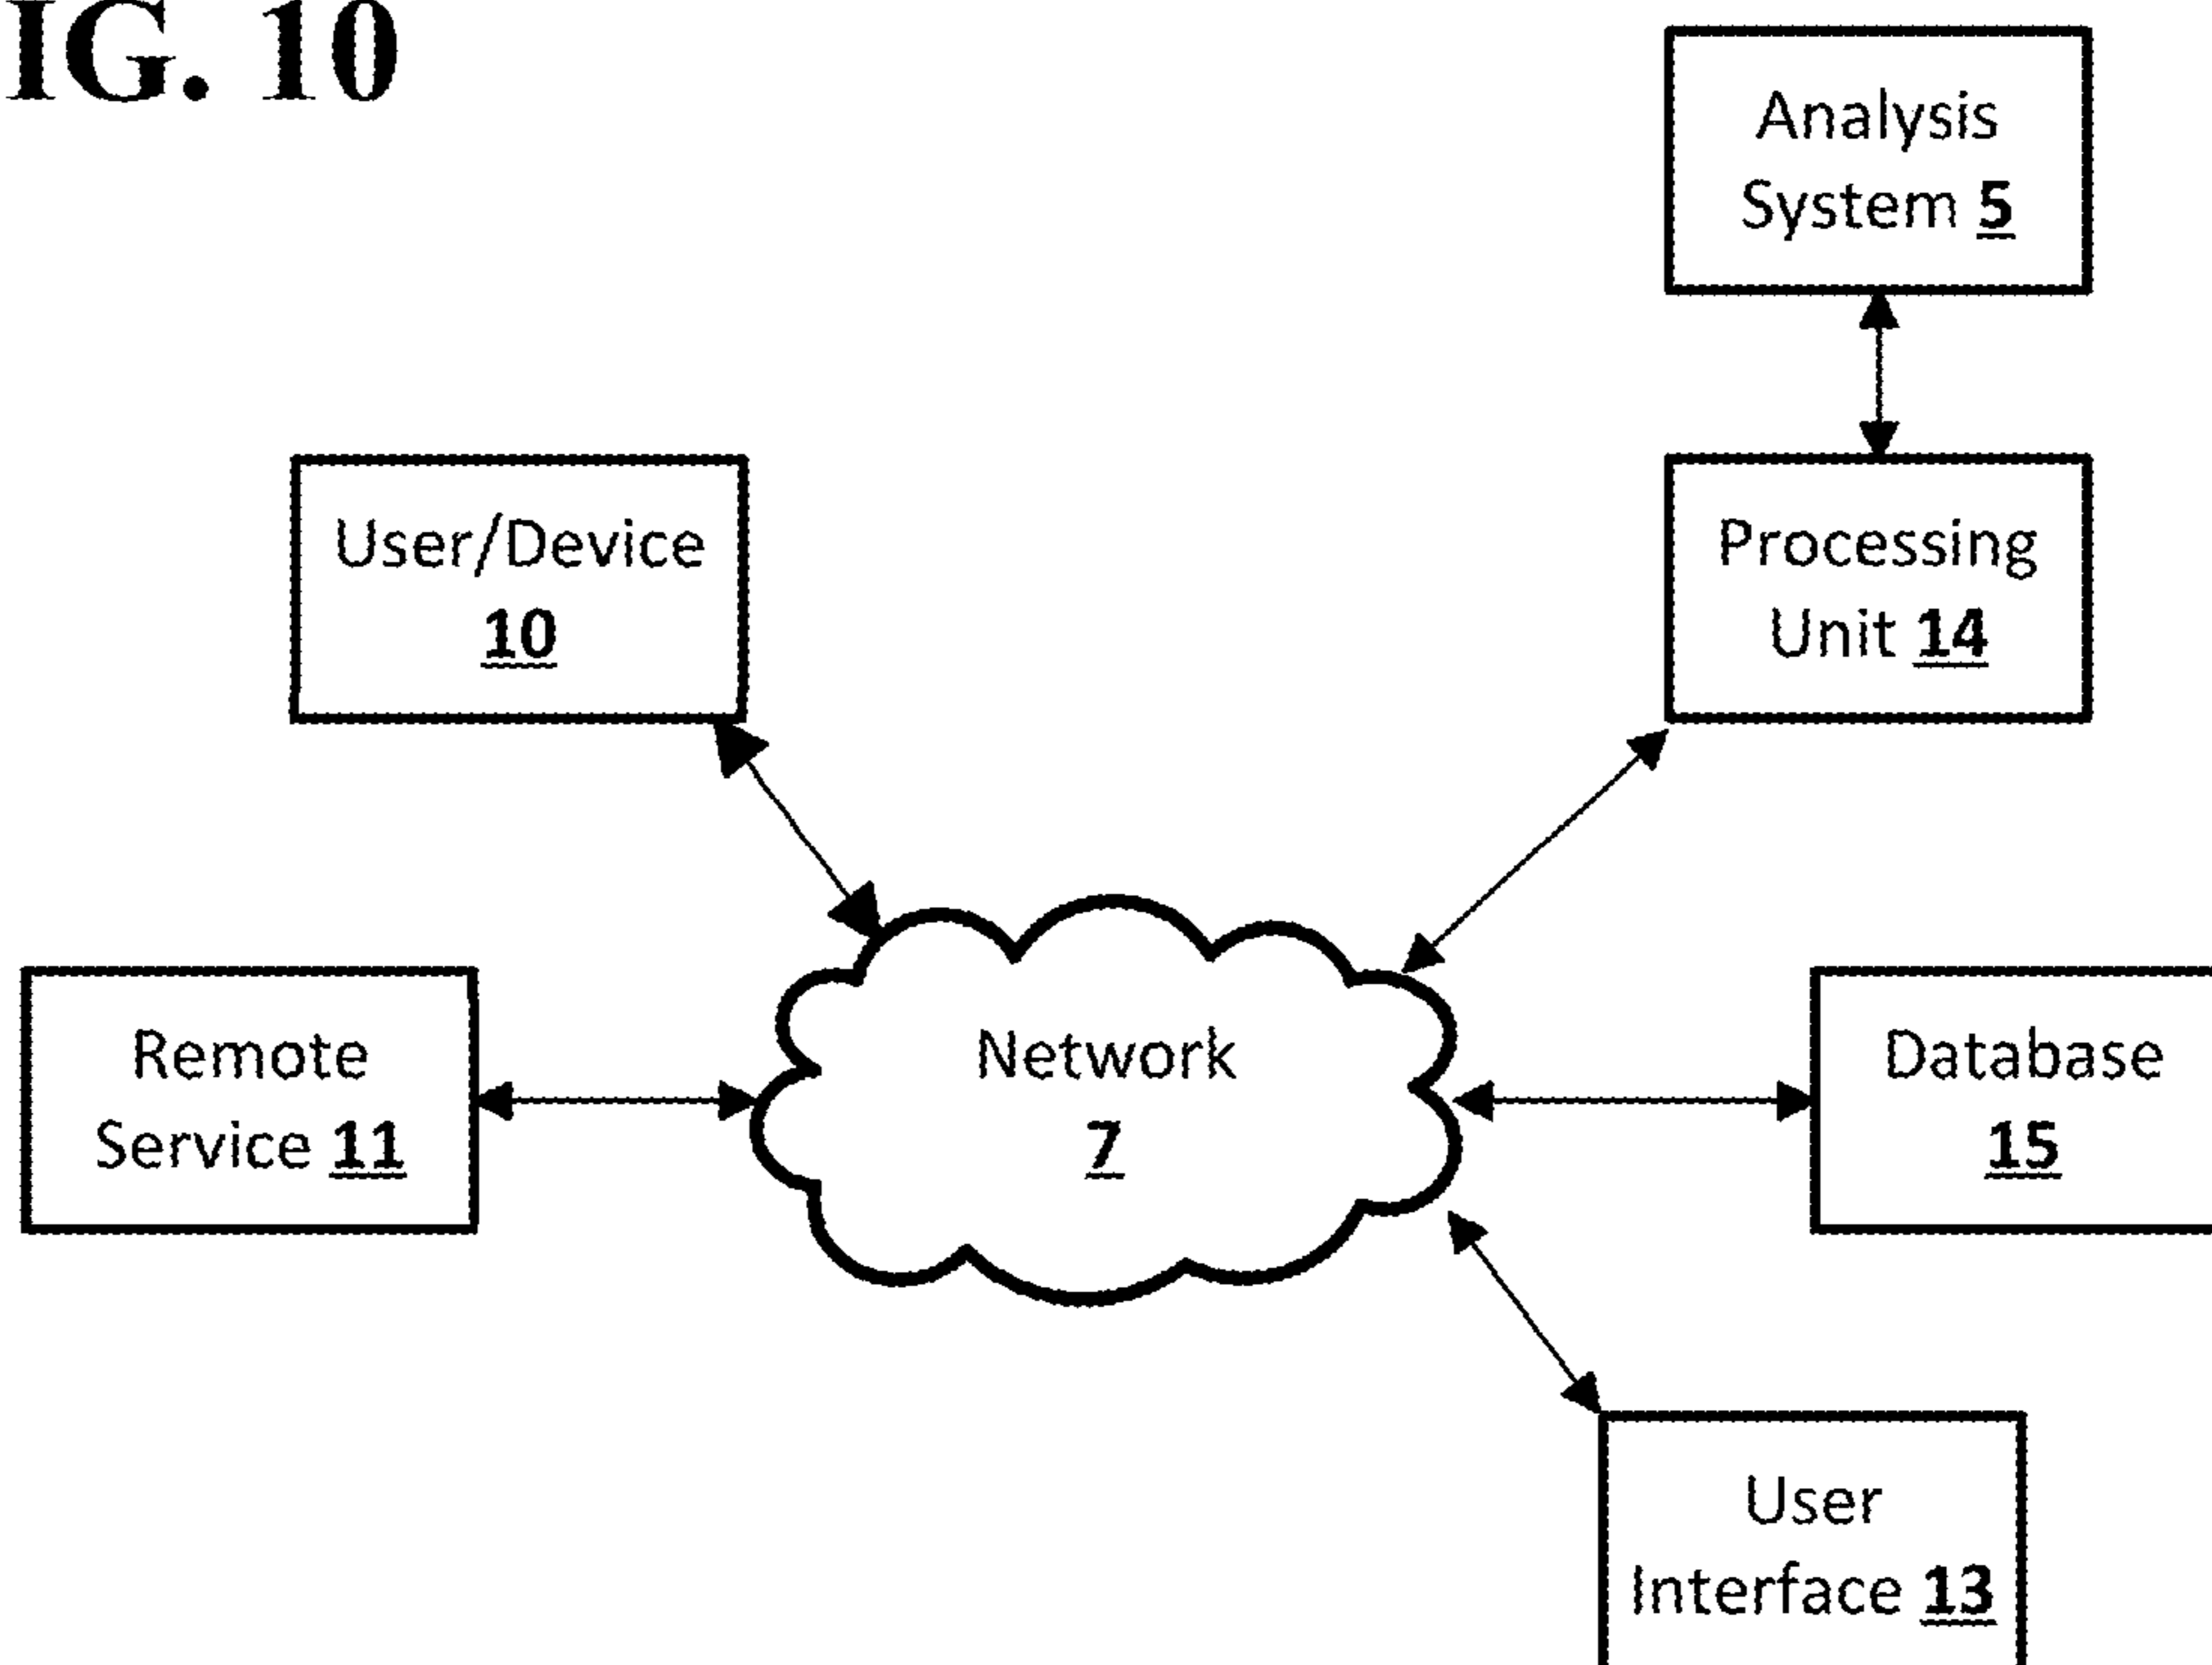 IG. 10
Analysis
System 5
User/Device
10
Processing
Unit 14
Remote
Service 11
Network
7
Database
15
User
Interface 13